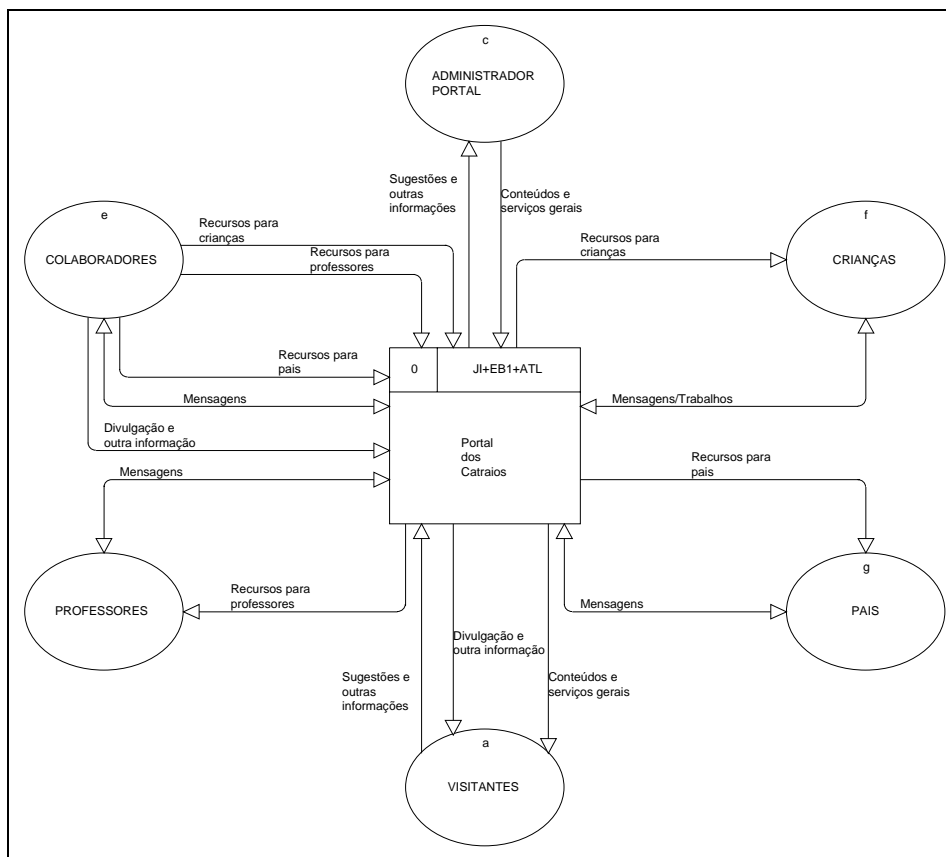 c
ADMINISTRADOR
PORTAL
Sugestões e
outras
informações
Conteúdos e
serviços gerais
e
COLABORADORES
Recursos para
crianças
Recursos para
professores
Recursos para
crianças
f
CRIANÇAS
Recursos para
pais
0
JI+EB1+ATL
Mensagens
Mensagens/Trabalhos
Divulgação e
outra informação
Portal
dos
Catraios
Mensagens
Recursos para
pais
PROFESSORES
Recursos para
professores
Mensagens
g
PAIS
Sugestões e
outras
informações
Divulgação e
outra informação
Conteúdos e
serviços gerais
a
VISITANTES